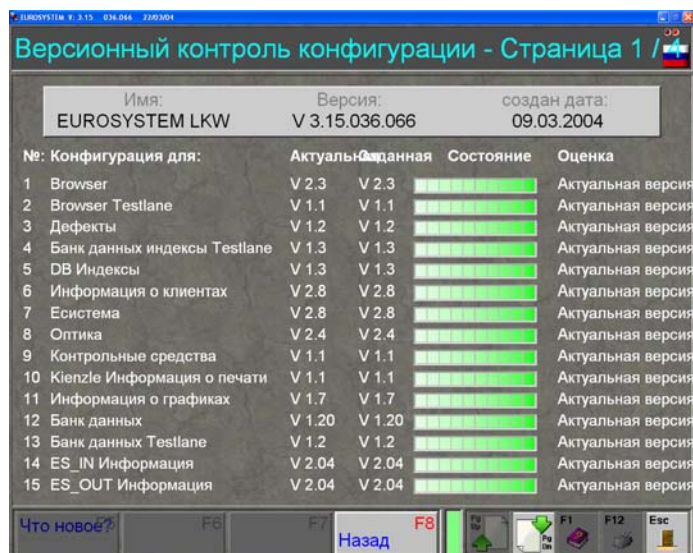 EUROSYSTEM V: 3.15 036.066 22/03/04
Версионный контроль конфигурации - Страница 1 / 4
Имя: Версия: создан дата:
EUROSYSTEM LKW V 3.15.036.066 09.03.2004
№: Конфигурация для: Актуальная Заданная Состояние Оценка
1 Browser V 2.3 V 2.3 Актуальная версия
2 Browser Testlane V 1.1 V 1.1 Актуальная версия
3 Дефекты V 1.2 V 1.2 Актуальная версия
4 Банк данных индексы Testlane V 1.3 V 1.3 Актуальная версия
5 DB Индексы V 1.3 V 1.3 Актуальная версия
6 Информация о клиентах V 2.8 V 2.8 Актуальная версия
7 Есистема V 2.8 V 2.8 Актуальная версия
8 Оптика V 2.4 V 2.4 Актуальная версия
9 Контрольные средства V 1.1 V 1.1 Актуальная версия
10 Kienzle Информация о печати V 1.1 V 1.1 Актуальная версия
11 Информация о графиках V 1.7 V 1.7 Актуальная версия
12 Банк данных V 1.20 V 1.20 Актуальная версия
13 Банк данных Testlane V 1.2 V 1.2 Актуальная версия
14 ES_IN Информация V 2.04 V 2.04 Актуальная версия
15 ES_OUT Информация V 2.04 V 2.04 Актуальная версия
Что новое? F5 F6 F7 F8 Pg Up Pg Dn F1 F12 Esc
Назад